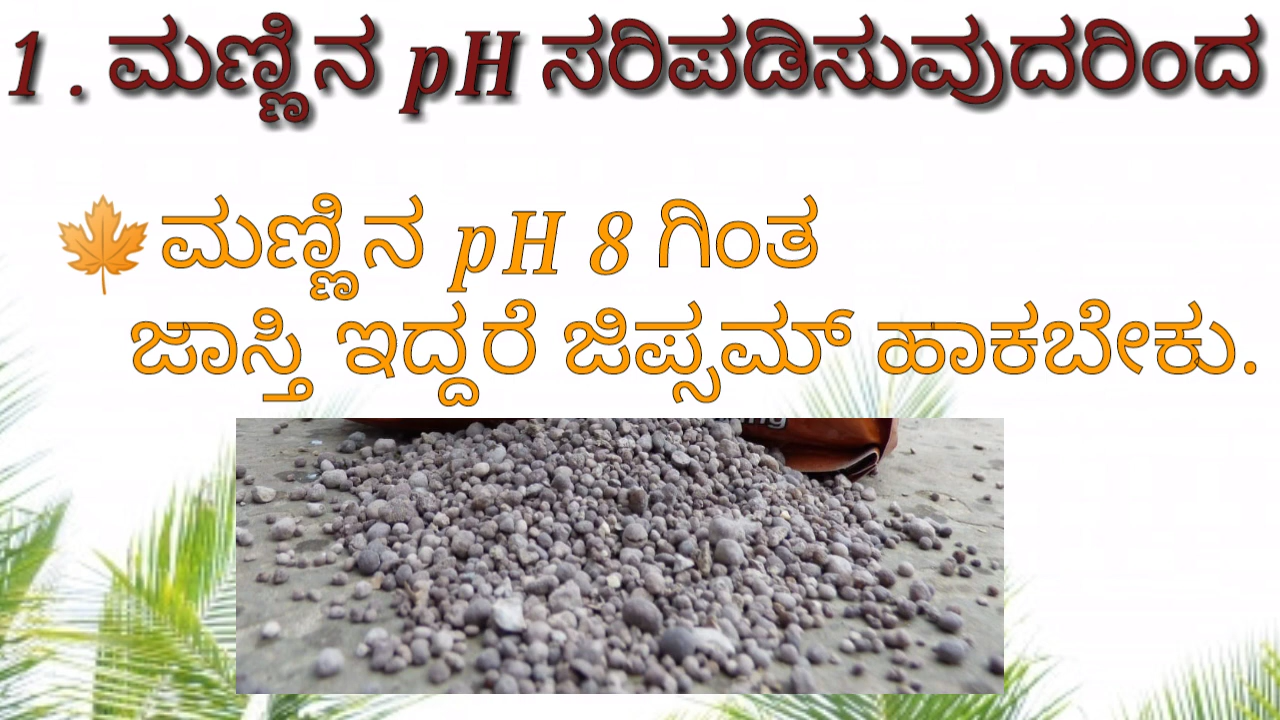 1 . ಮಣ್ಣಿನ pH ಸರಿಪಡಿಸುವುದರಿಂದ
ಮಣ್ಣಿನ pH 8 ಗಿಂತ
ಜಾಸ್ತಿ ಇದ್ದರೆ ಜಿಪ್ಸಮ್ ಹಾಕಬೇಕು.